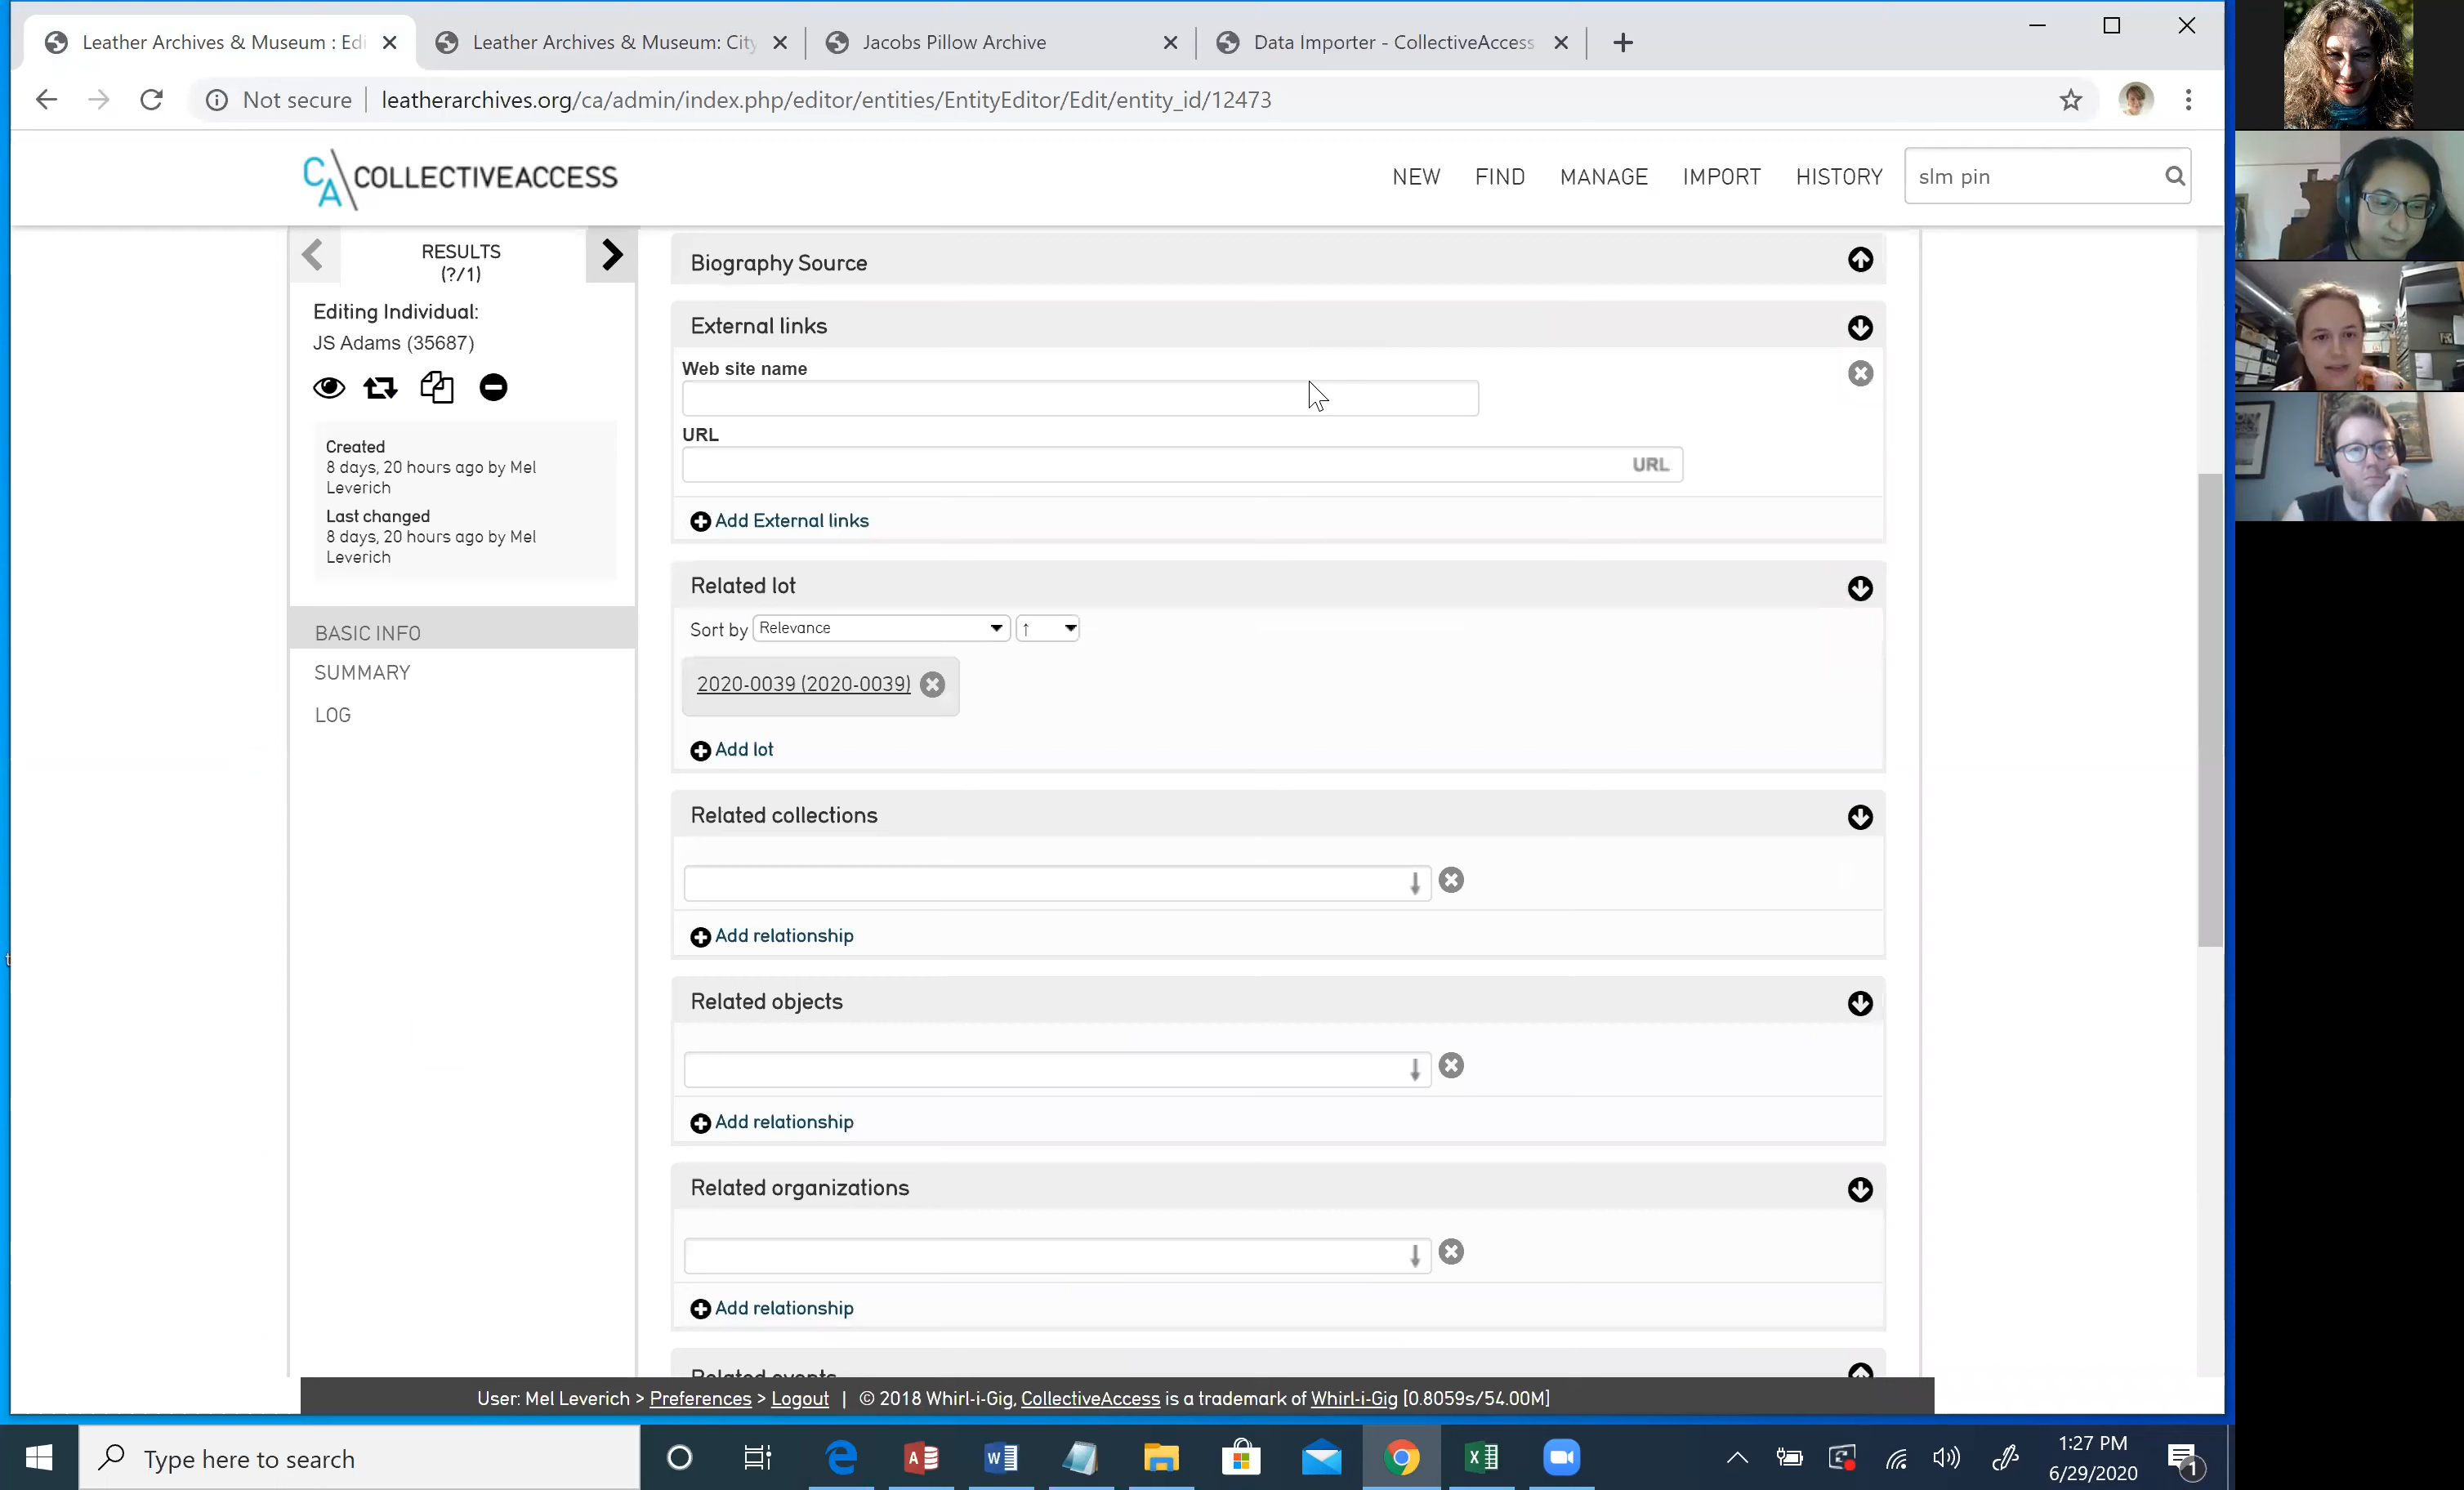 Leather Archives & Museum : Edi
Leather Archives & Museum: City
Jacobs Pillow Archive
Data Importer - CollectiveAccess
Not secure
leatherarchives.org/ca/admin/index.php/editor/entities/EntityEditor/Edit/entity_id/12473
CA COLLECTIVEACCESS
NEW
FIND
MANAGE
IMPORT
HISTORY
slm pin
RESULTS
(?/1)
Editing Individual:
JS Adams (35687)
Created
8 days, 20 hours ago by Mel
Leverich
Last changed
8 days, 20 hours ago by Mel
Leverich
BASIC INFO
SUMMARY
LOG
Biography Source
External links
Web site name
URL
URL
Add External links
Related lot
Sort by Relevance ↑
2020-0039 (2020-0039)
Add lot
Related collections
Add relationship
Related objects
Add relationship
Related organizations
Add relationship
Related events
User: Mel Leverich > Preferences > Logout | © 2018 Whirl-i-Gig, CollectiveAccess is a trademark of Whirl-i-Gig [0.8059s/54.00M]
Type here to search
1:27 PM
6/29/2020
1